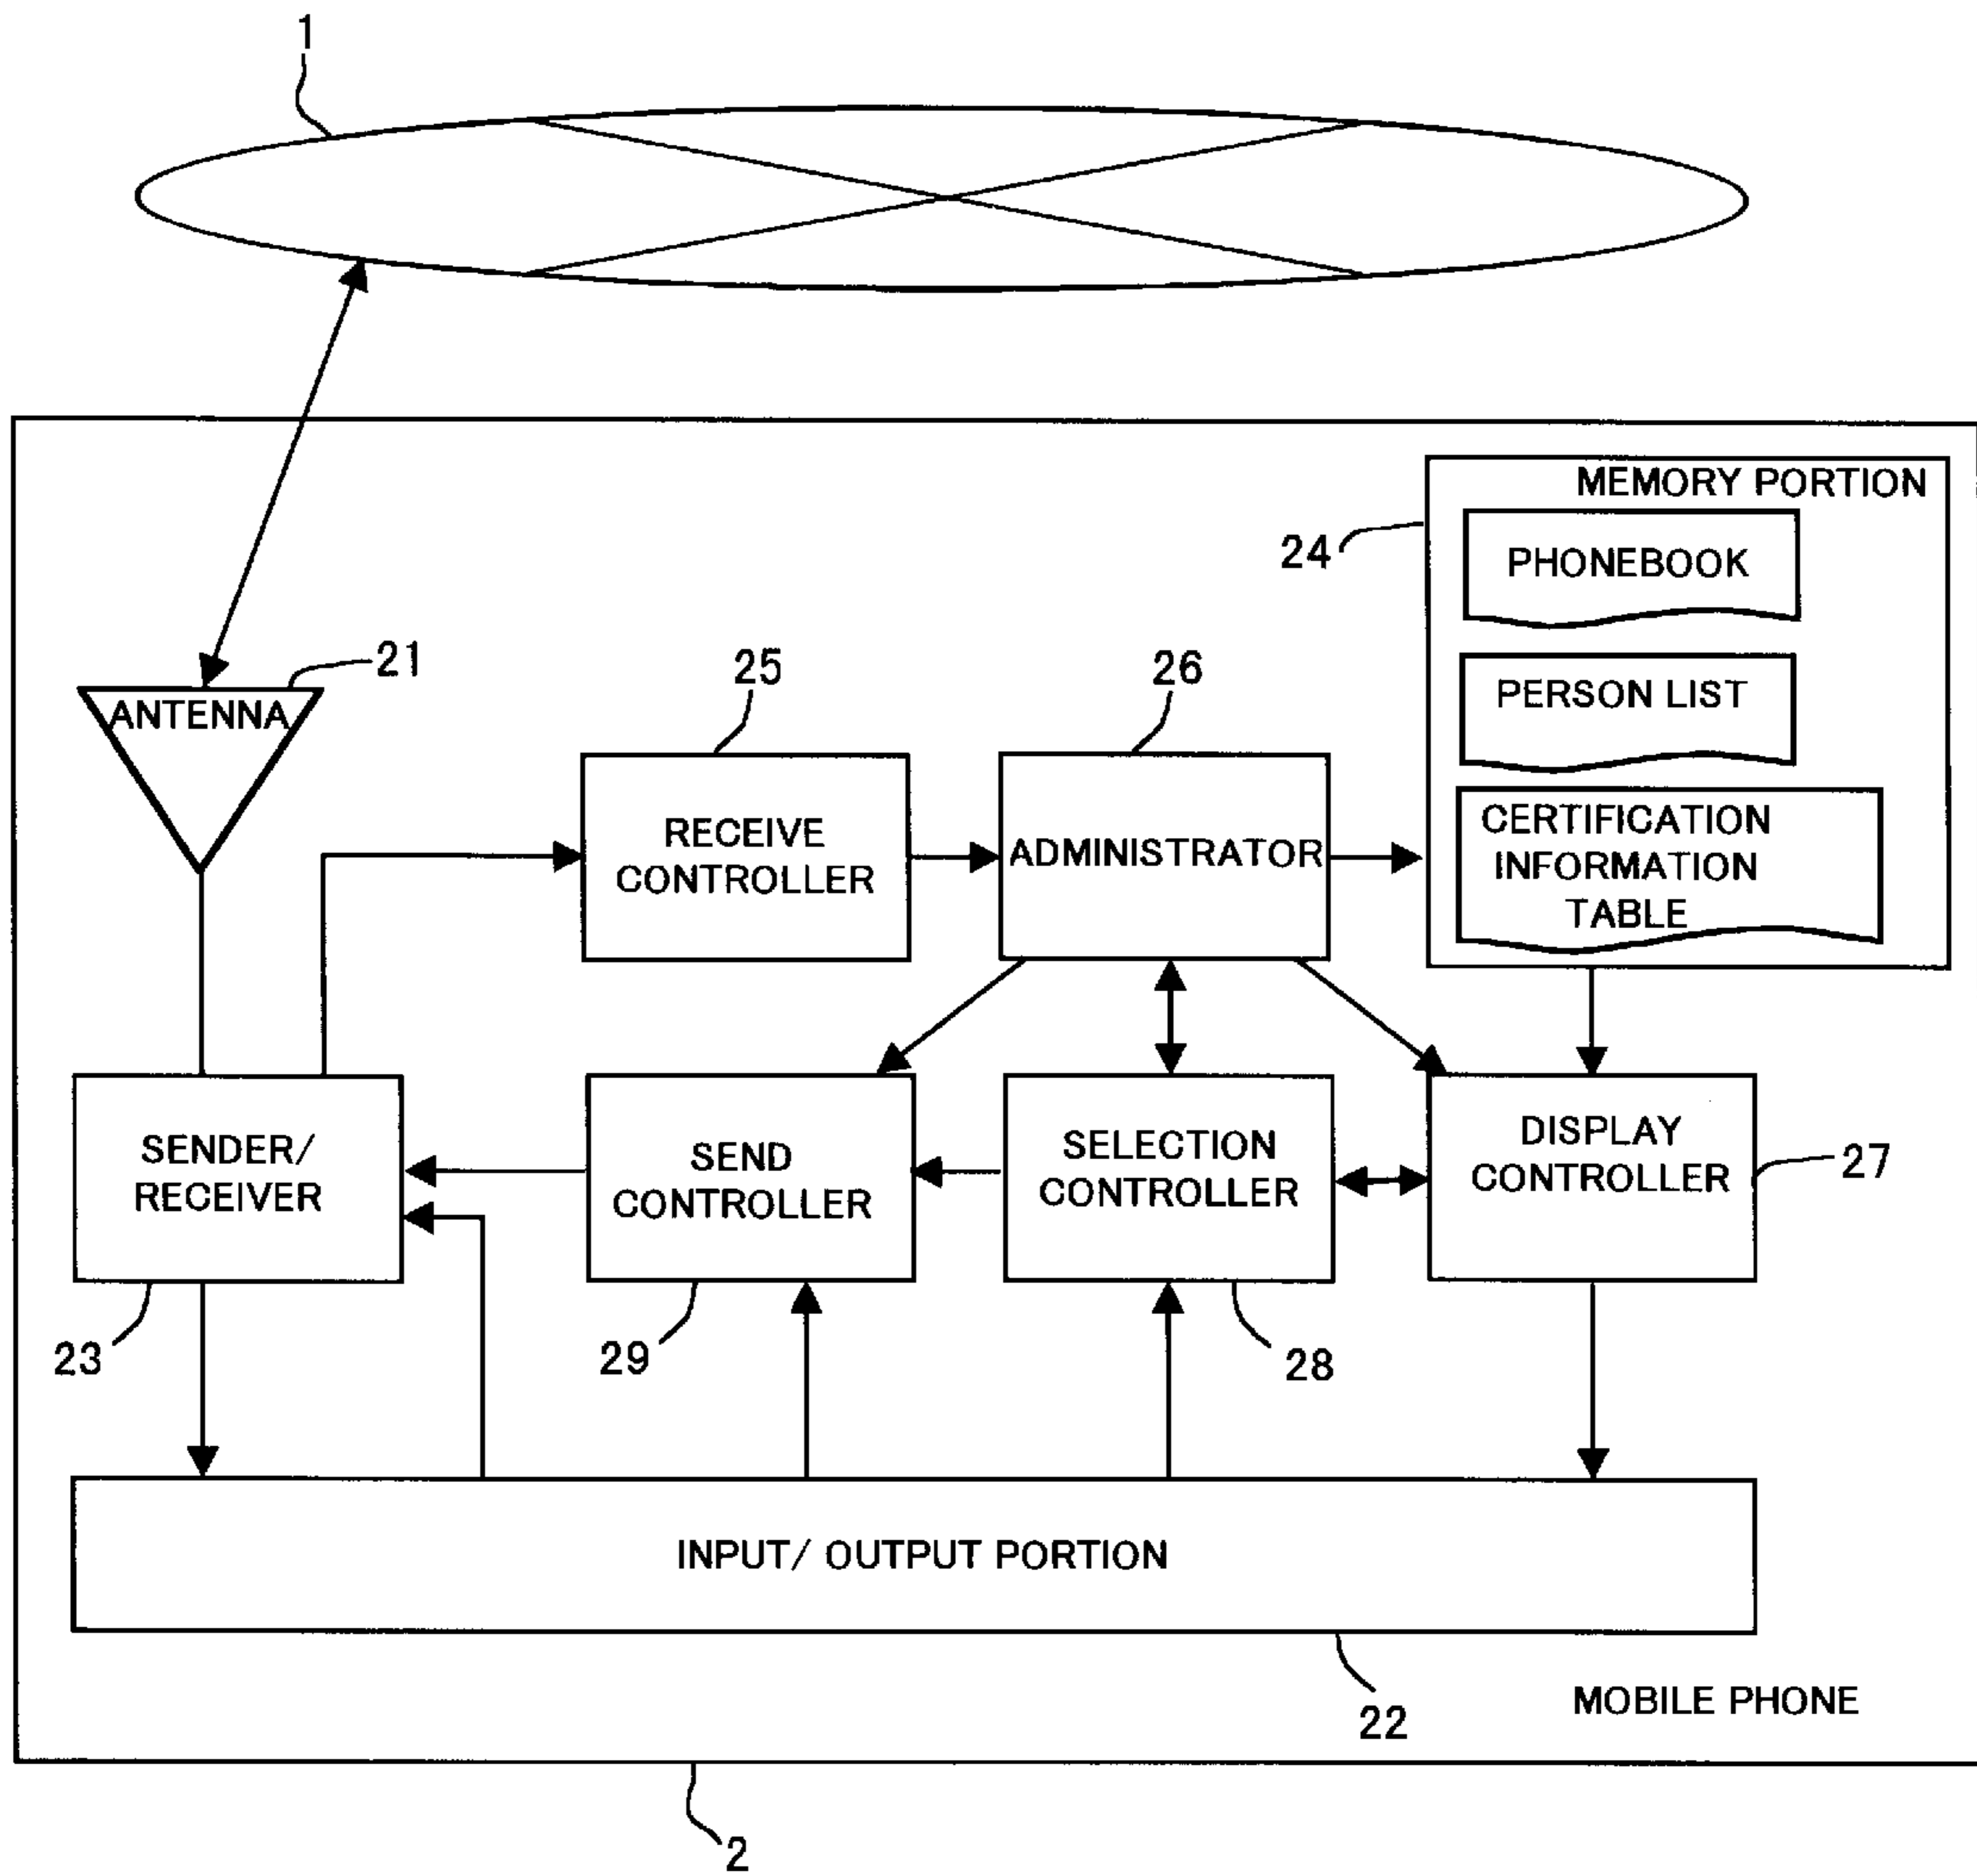 1
MEMORY PORTION
24
PHONEBOOK
PERSON LIST
CERTIFICATION
INFORMATION
TABLE
21
ANTENNA
25
26
RECEIVE
CONTROLLER
ADMINISTRATOR
SENDER/
RECEIVER
SEND
CONTROLLER
SELECTION
CONTROLLER
DISPLAY
CONTROLLER
27
23
29
28
INPUT/ OUTPUT PORTION
22
MOBILE PHONE
2